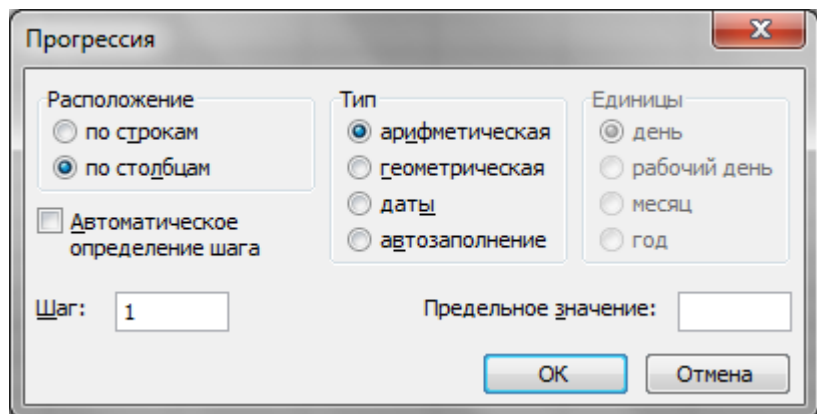 Прогрессия
Расположение
по строкам
по столбцам
Автоматическое
определение шага
Тип
арифметическая
геометрическая
даты
автозаполнение
Единицы
день
рабочий день
месяц
год
Шаг: 1
Предельное значение:
ОК
Отмена